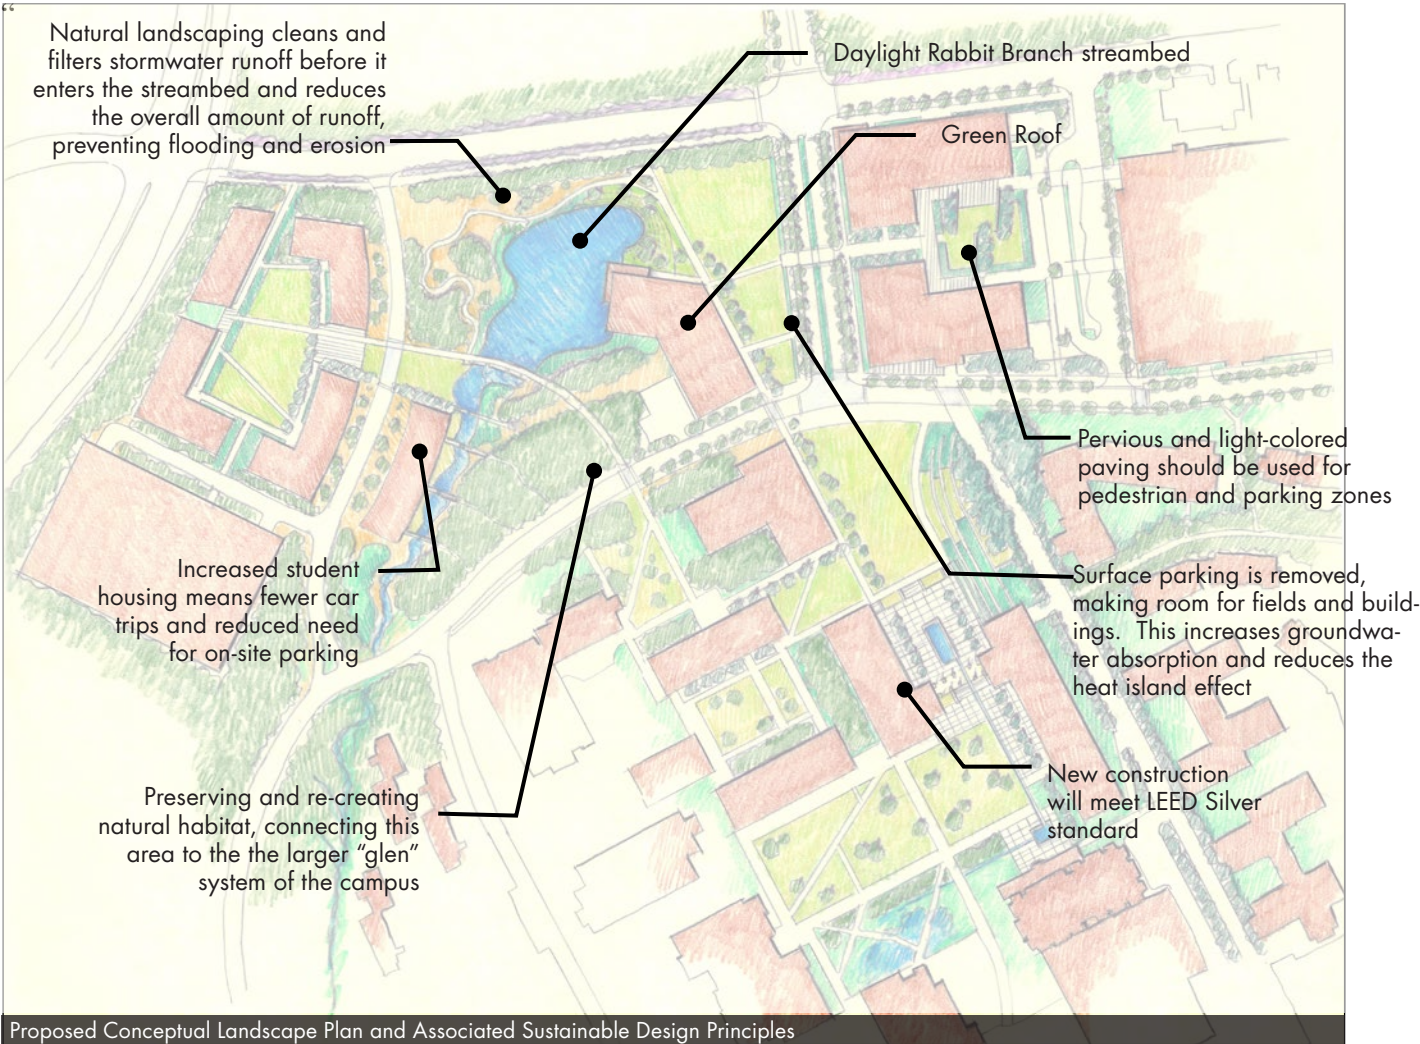 “
Natural landscaping cleans and
filters stormwater runoff before it
enters the streambed and reduces
the overall amount of runoff,
preventing flooding and erosion
Daylight Rabbit Branch streambed
Green Roof
Pervious and light-colored
paving should be used for
pedestrian and parking zones
Surface parking is removed,
making room for fields and build-
ings.  This increases groundwa-
ter absorption and reduces the
heat island effect
Increased student
housing means fewer car
trips and reduced need
for on-site parking
New construction
will meet LEED Silver
standard
Preserving and re-creating
natural habitat, connecting this
area to the the larger “glen”
system of the campus
Proposed Conceptual Landscape Plan and Associated Sustainable Design Principles